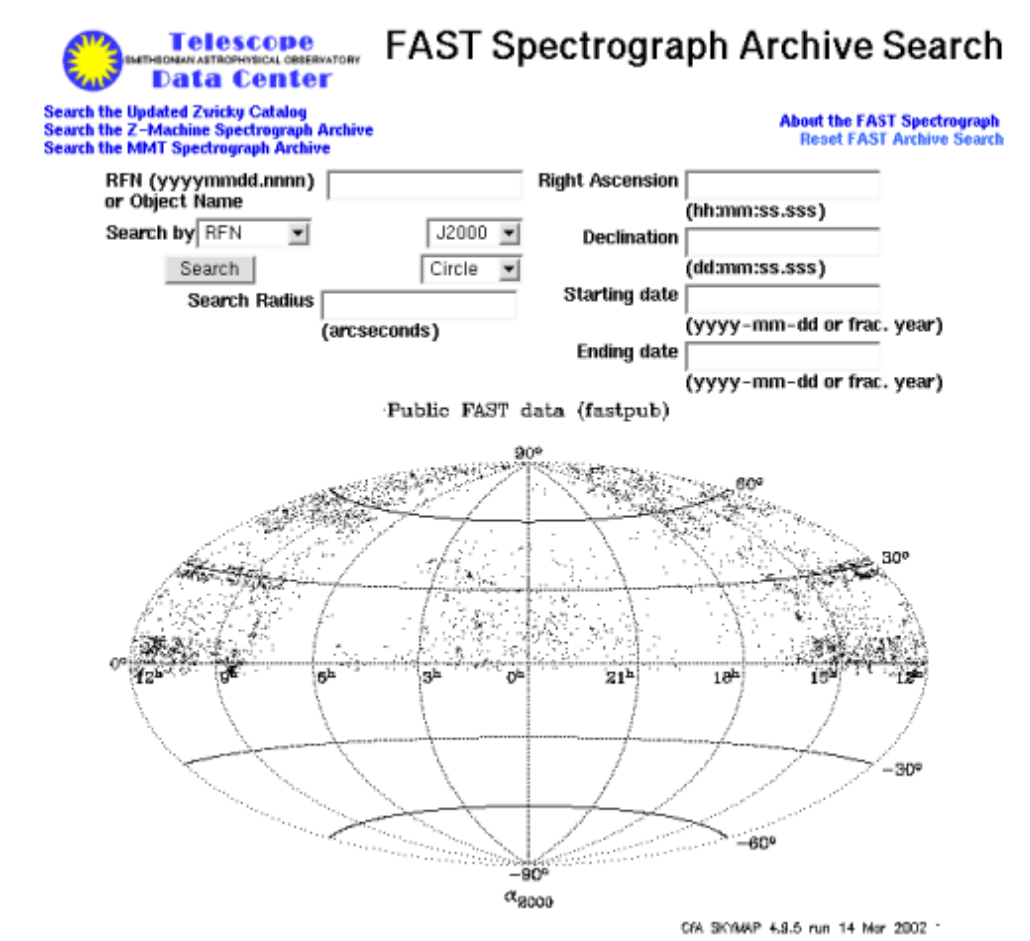 Telescope
SMITHSONIAN ASTROPHYSICAL OBSERVATORY
Data Center
FAST Spectrograph Archive Search
Search the Updated Zwicky Catalog
Search the Z-Machine Spectrograph Archive
Search the MMT Spectrograph Archive
About the FAST Spectrograph
Reset FAST Archive Search
RFN (yyyymmdd.nnnn)
or Object Name
Right Ascension
(hh:mm:ss.sss)
Search by RFN J2000
Declination
(dd:mm:ss.sss)
Search Circle
Search Radius
(arcseconds)
Starting date
(yyyy-mm-dd or frac. year)
Ending date
(yyyy-mm-dd or frac. year)
Public FAST data (fastpub)
90°
60°
30°
0°
12ʰ 9ʰ 6ʰ 3ʰ 0ʰ 21ʰ 18ʰ 15ʰ 12ʰ
-30°
-60°
-90°
α2000
CfA SKYMAP 4.9.5 run 14 Mar 2002